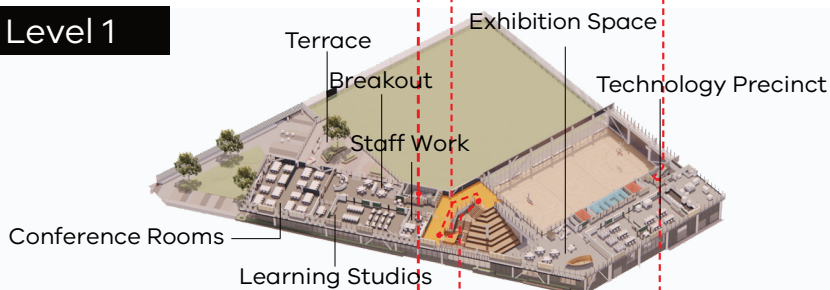 Level 1
Exhibition Space
Terrace
Breakout
Technology Precinct
Staff Work
Conference Rooms
Learning Studios